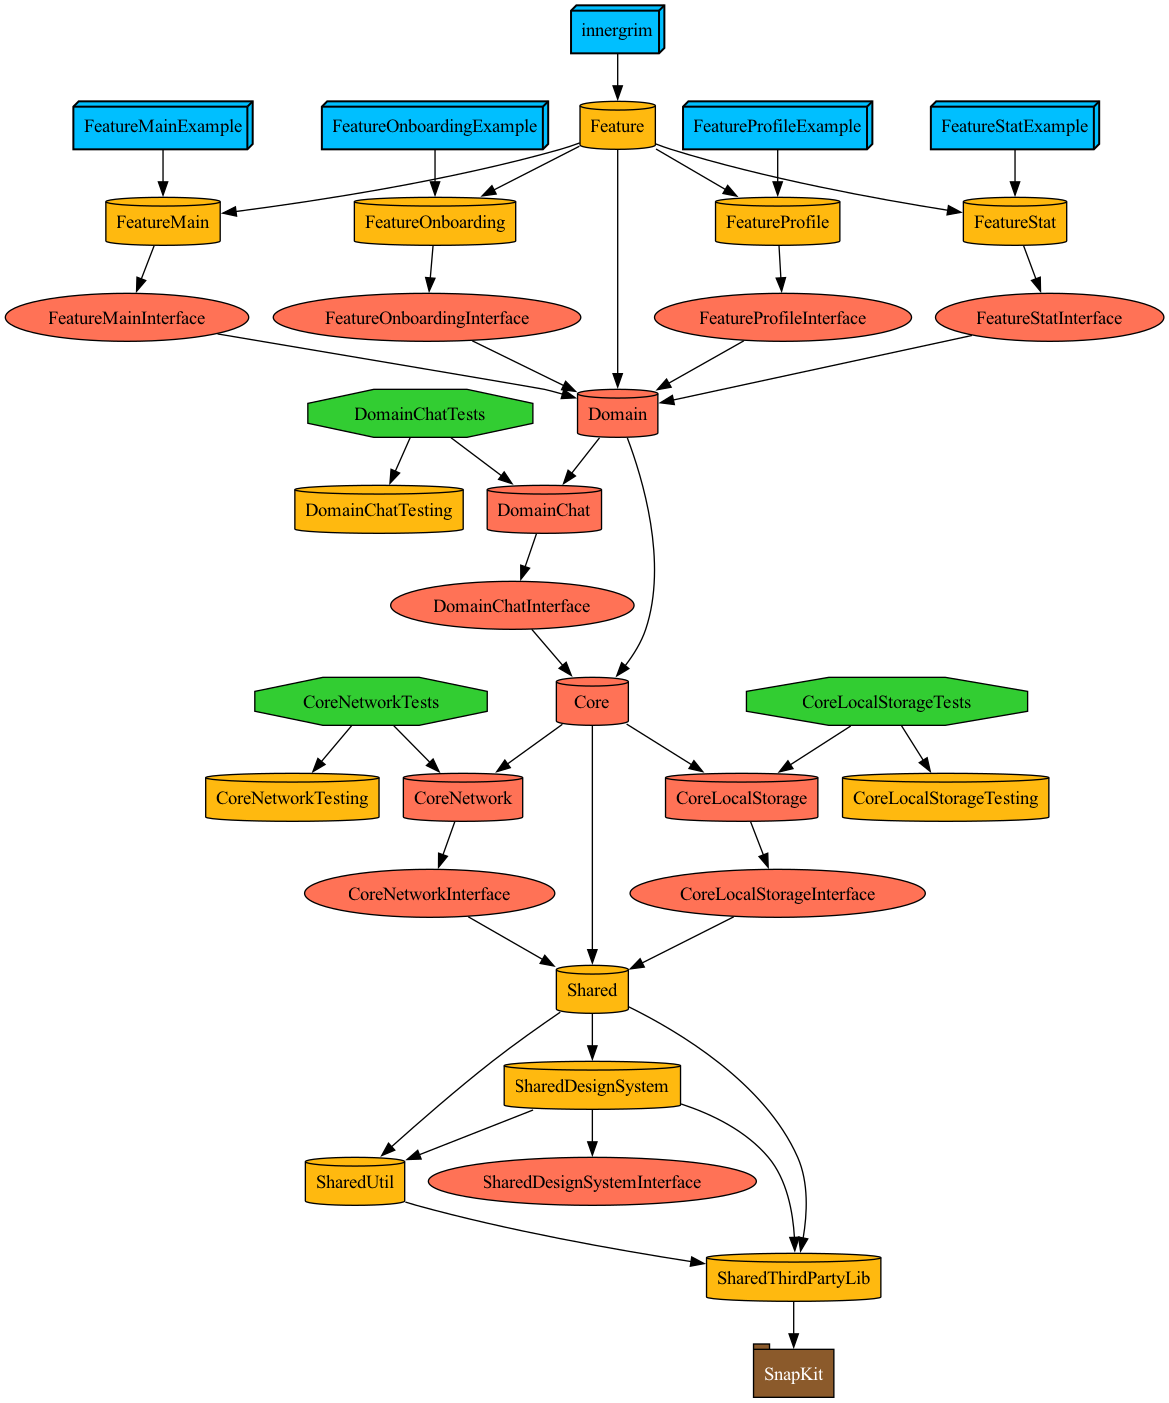 innergrim
FeatureMainExample
FeatureOnboardingExample
Feature
FeatureProfileExample
FeatureStatExample
FeatureMain
FeatureOnboarding
FeatureProfile
FeatureStat
FeatureMainInterface
FeatureOnboardingInterface
FeatureProfileInterface
FeatureStatInterface
DomainChatTests
Domain
DomainChatTesting
DomainChat
DomainChatInterface
CoreNetworkTests
Core
CoreLocalStorageTests
CoreNetworkTesting
CoreNetwork
CoreLocalStorage
CoreLocalStorageTesting
CoreNetworkInterface
CoreLocalStorageInterface
Shared
SharedDesignSystem
SharedUtil
SharedDesignSystemInterface
SharedThirdPartyLib
SnapKit